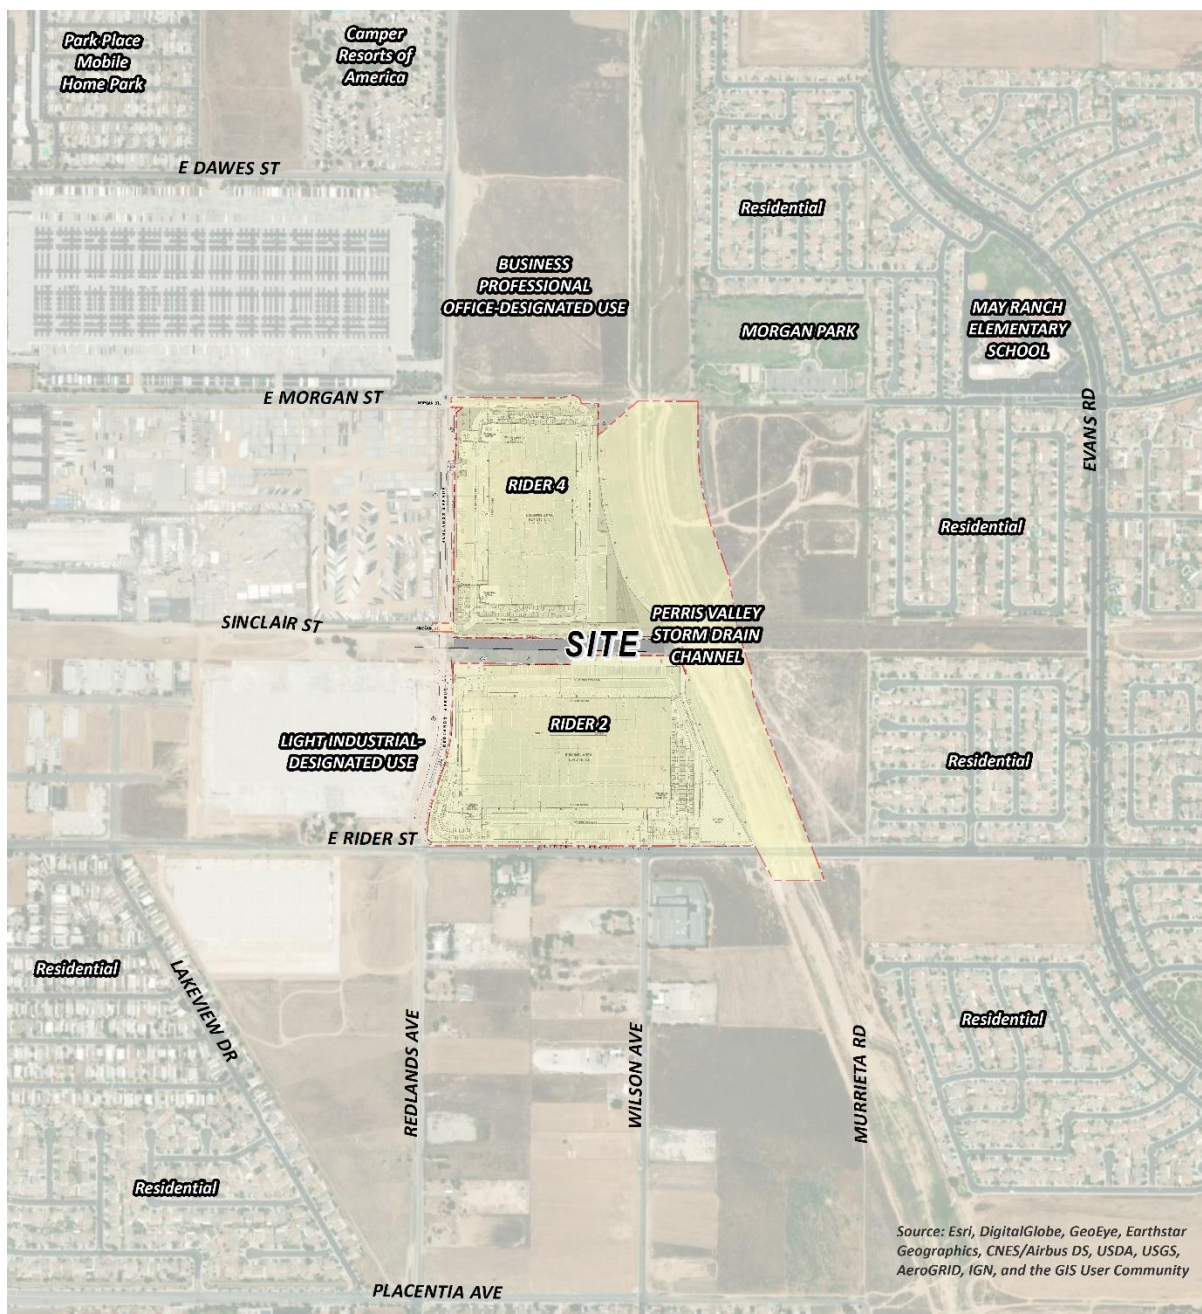 Park Place
Mobile
Home Park
Camper
Resorts of
America
E DAWES ST
Residential
BUSINESS
PROFESSIONAL
OFFICE-DESIGNATED USE
MORGAN PARK
MAY RANCH
ELEMENTARY
SCHOOL
E MORGAN ST
EVANS RD
RIDER 4
Residential
SINCLAIR ST
SITE
PERRIS VALLEY
STORM DRAIN
CHANNEL
RIDER 2
LIGHT INDUSTRIAL-
DESIGNATED USE
Residential
E RIDER ST
Residential
LAKEVIEW DR
REDLANDS AVE
WILSON AVE
MURRIETA RD
Residential
Residential
PLACENTIA AVE
Source: Esri, DigitalGlobe, GeoEye, Earthstar
Geographics, CNES/Airbus DS, USDA, USGS,
AeroGRID, IGN, and the GIS User Community